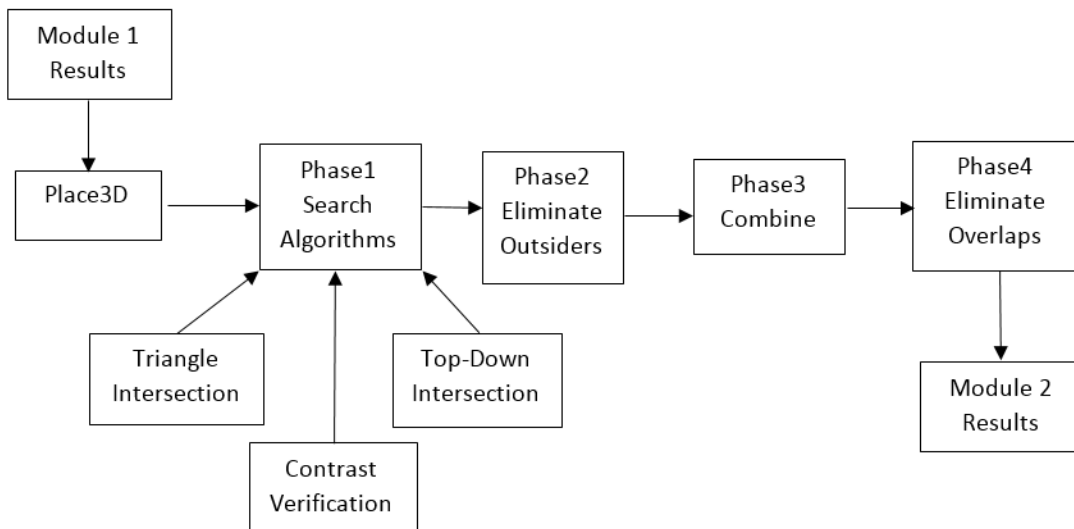 Module 1
Results
Place3D
Phase1
Search
Algorithms
Phase2
Eliminate
Outsiders
Phase3
Combine
Phase4
Eliminate
Overlaps
Triangle
Intersection
Contrast
Verification
Top-Down
Intersection
Module 2
Results